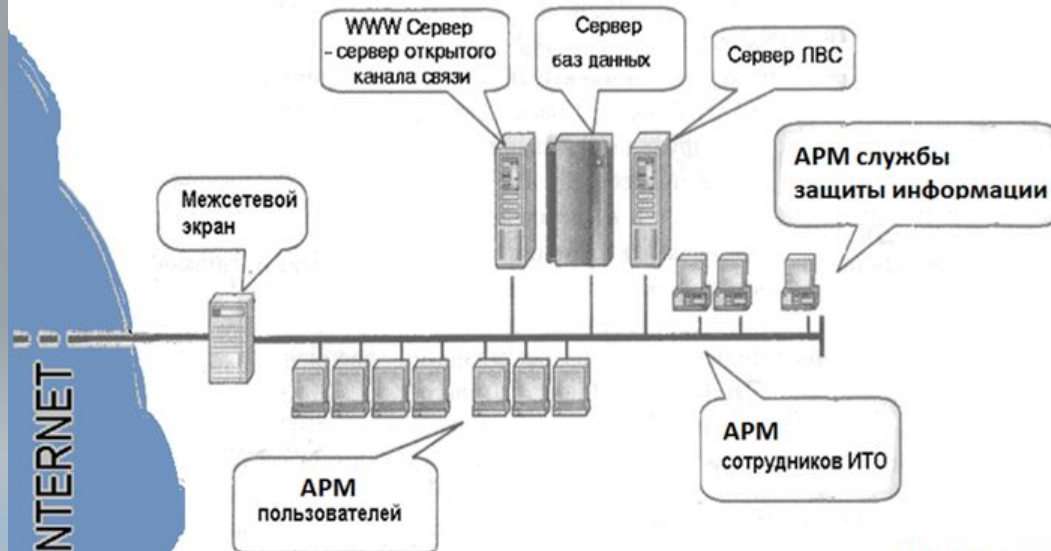 WWW Сервер
– сервер открытого
канала связи
Сервер
баз данных
Сервер ЛВС
АРМ службы
защиты информации
Межсетевой
экран
INTERNET
АРМ
пользователей
АРМ
сотрудников ИТО